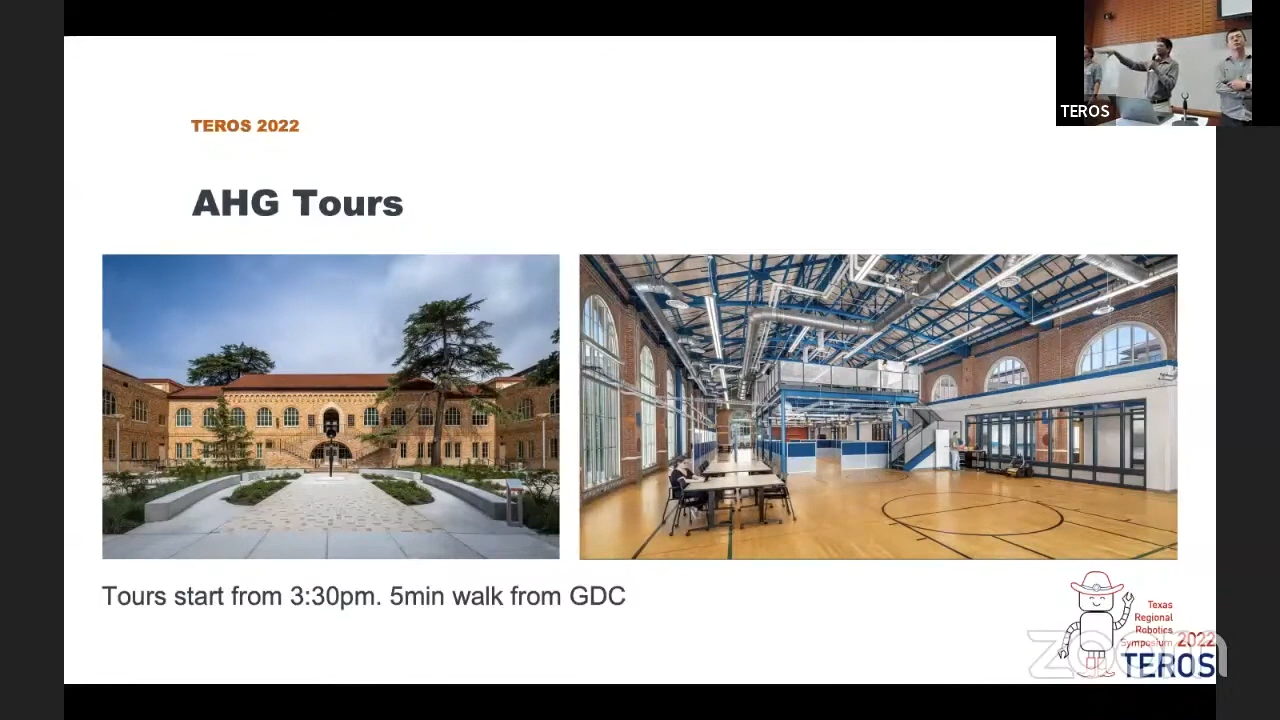 TEROS
TEROS 2022
AHG Tours
Tours start from 3:30pm. 5min walk from GDC
Texas
Regional
Robotics
Symposium 2022
TEROS
zoom